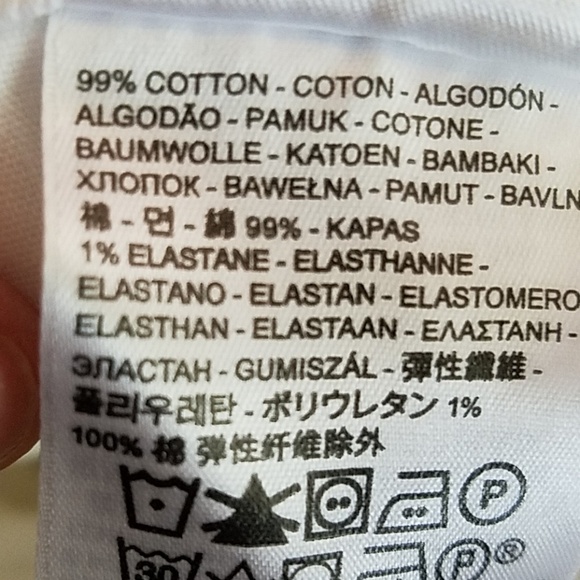 99% COTTON - COTON - ALGODÓN -
ALGODÃO - PAMUK - COTONE -
BAUMWOLLE - KATOEN - BAMBAKI -
ХЛОПОК - BAWEŁNA - PAMUT - BAVLN
棉 - 면 - 綿 99% - KAPAS
1% ELASTANE - ELASTHANNE -
ELASTANO - ELASTAN - ELASTOMERO
ELASTHAN - ELASTAAN - ΕΛΑΣΤΑΝΗ -
ЭЛАСТАН - GUMISZÁL - 彈性纖維 -
폴리우레탄 - ポリウレタン 1%
100% 棉 弹性纤维除外
P
30 P ®